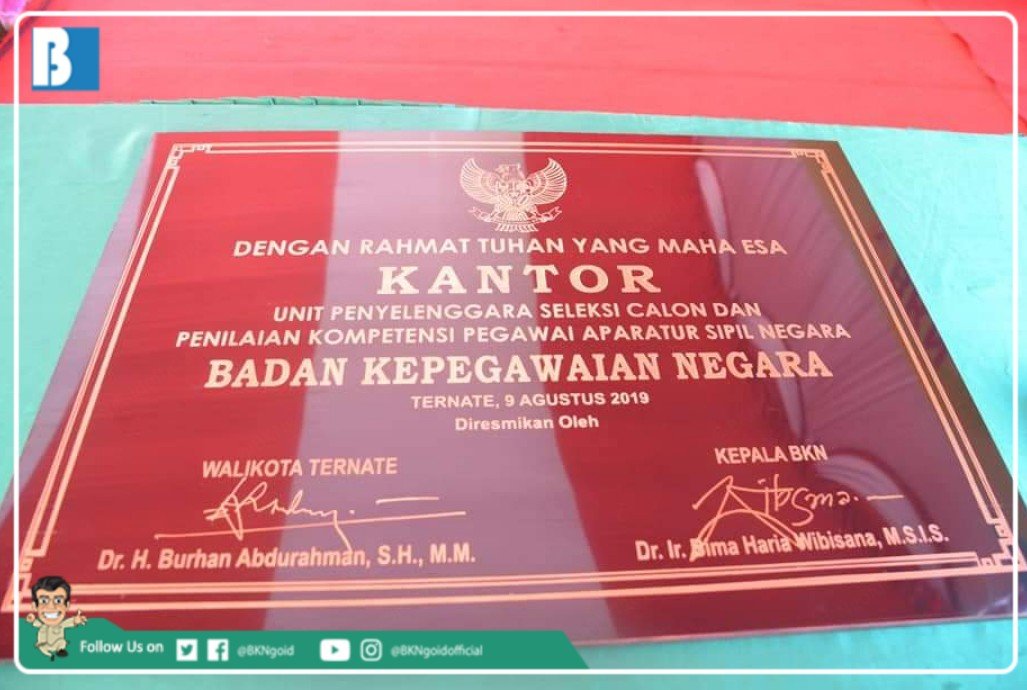 B
DENGAN RAHMAT TUHAN YANG MAHA ESA
KANTOR
UNIT PENYELENGGARA SELEKSI CALON DAN
PENILAIAN KOMPETENSI PEGAWAI APARATUR SIPIL NEGARA
BADAN KEPEGAWAIAN NEGARA
TERNATE, 9 AGUSTUS 2019
Diresmikan Oleh
WALIKOTA TERNATE
Dr. H. Burhan Abdurahman, S.H., M.M.
KEPALA BKN
Dr. Ir. Bima Haria Wibisana, M.S.I.S.
Follow Us on @BKNgoid @BKNgoidofficial